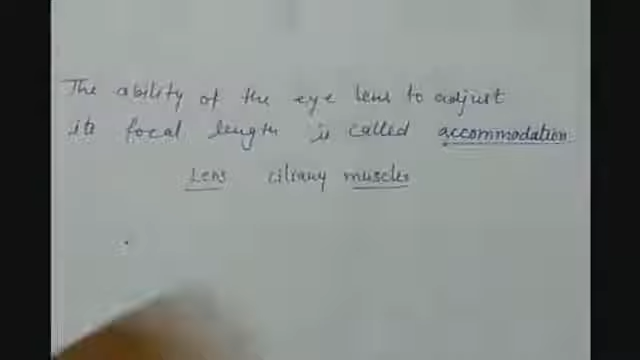 The ability of the eye lens to adjust
its focal length is called accommodation.
Lens ciliary muscles